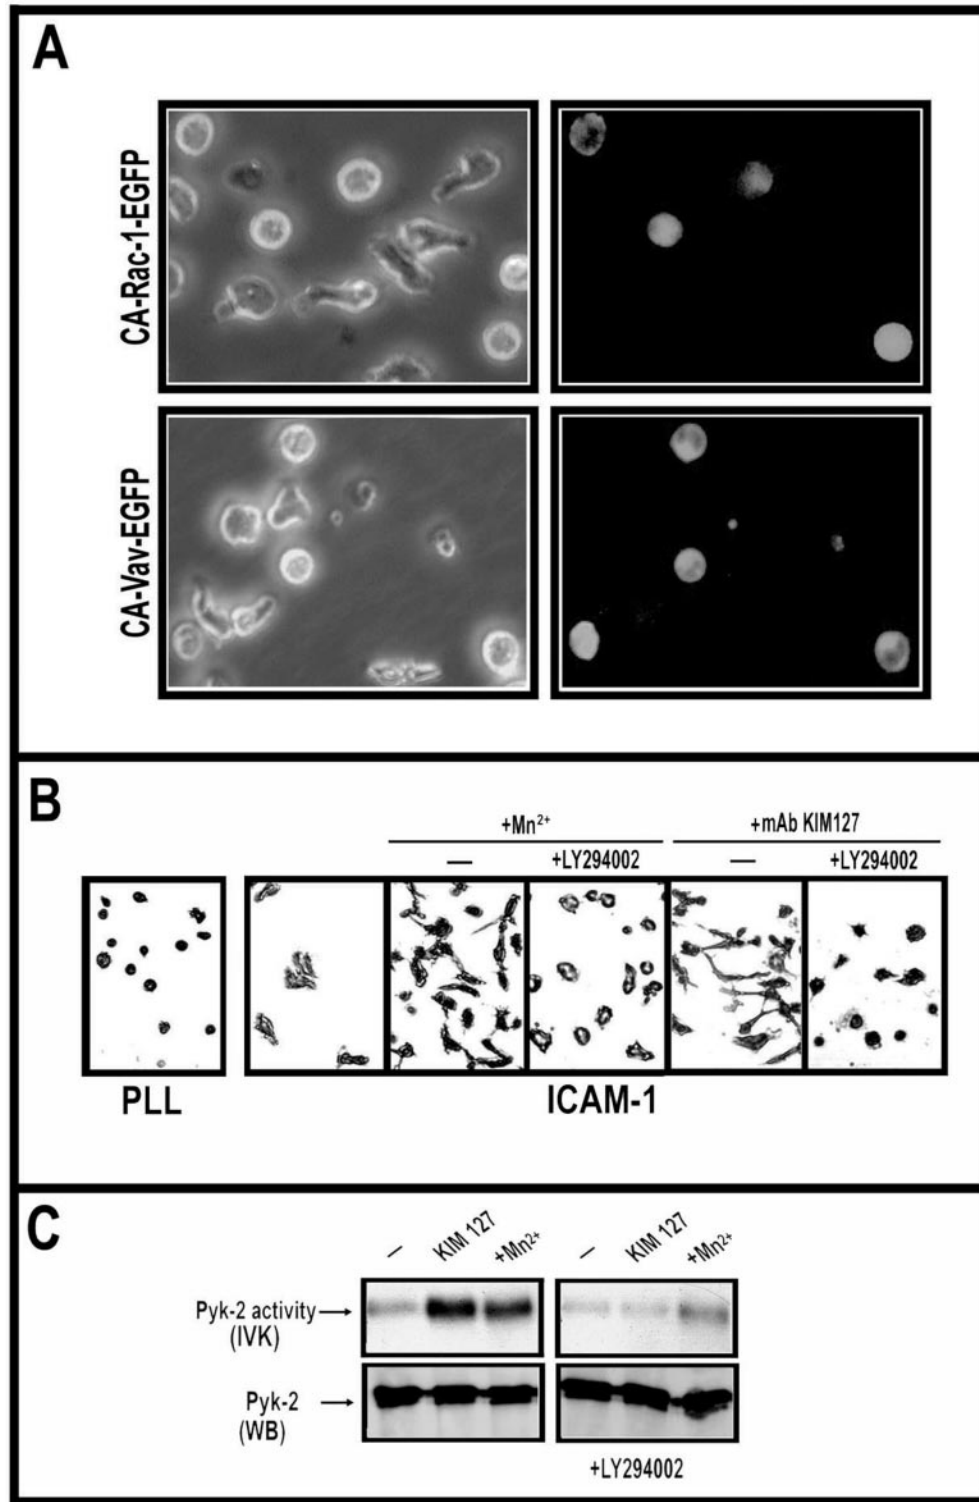 A
CA-Rac-1-EGFP
CA-Vav-EGFP
B
+Mn²⁺ +mAb KIM127
— +LY294002 — +LY294002
PLL ICAM-1
C
– KIM 127 +Mn²⁺ – KIM 127 +Mn²⁺
Pyk-2 activity
(IVK)
Pyk-2
(WB)
+LY294002